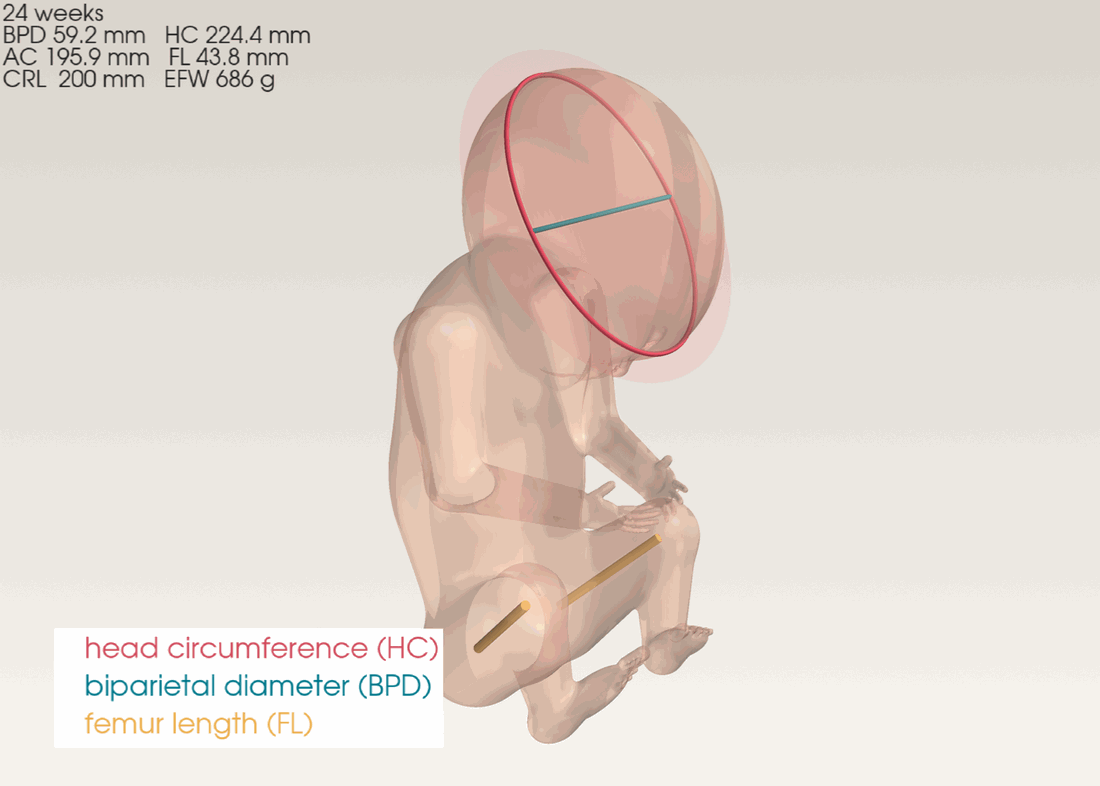 24 weeks
BPD 59.2 mm HC 224.4 mm
AC 195.9 mm FL 43.8 mm
CRL 200 mm EFW 686 g
head circumference (HC)
biparietal diameter (BPD)
femur length (FL)